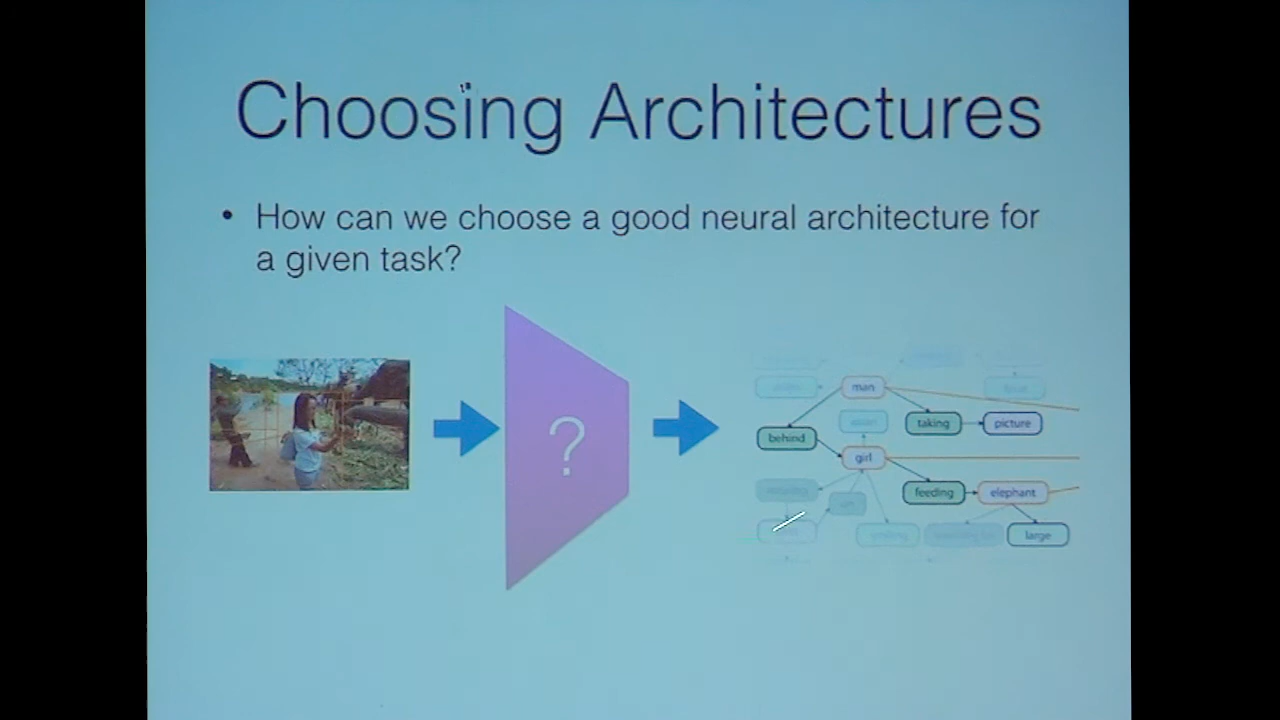 Choosing Architectures
• How can we choose a good neural architecture for
a given task?
?
man
taking
picture
behind
girl
feeding
elephant
large